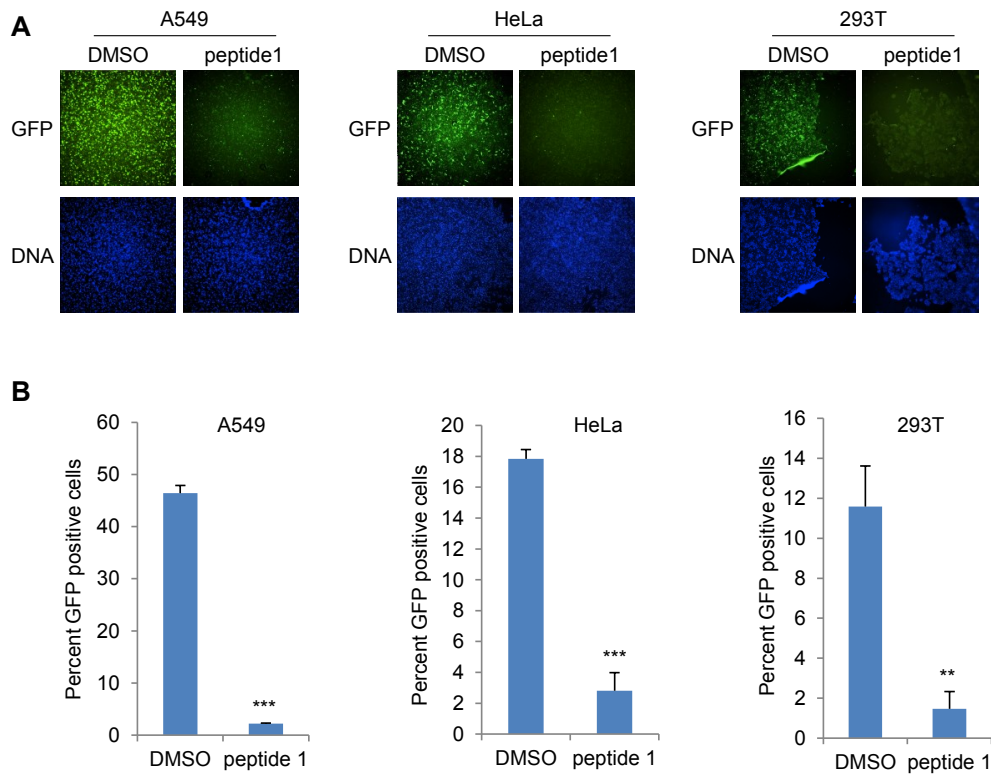 A
A549
HeLa
293T
DMSO peptide1
DMSO peptide1
DMSO peptide1
GFP
GFP
GFP
DNA
DNA
DNA
B
A549
Percent GFP positive cells
60
50
40
30
20
10
0
***
DMSO peptide 1
HeLa
Percent GFP positive cells
20
18
16
14
12
10
8
6
4
2
0
***
DMSO peptide 1
293T
Percent GFP positive cells
16
14
12
10
8
6
4
2
0
**
DMSO peptide 1